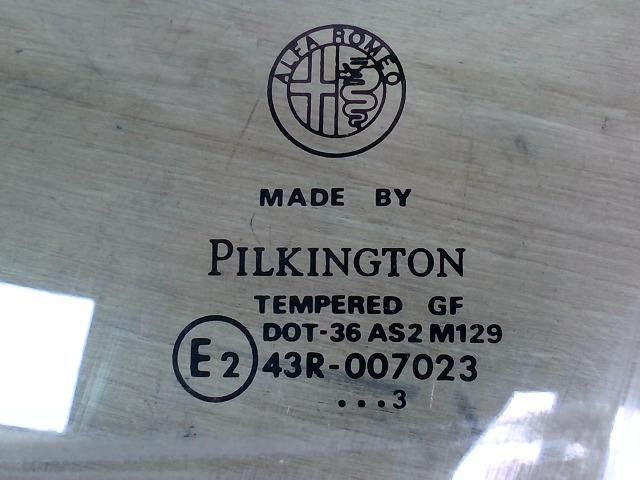 ALFA ROMEO
MADE BY
PILKINGTON
TEMPERED GF
DOT-36 AS2 M129
E2 43R-007023
...3